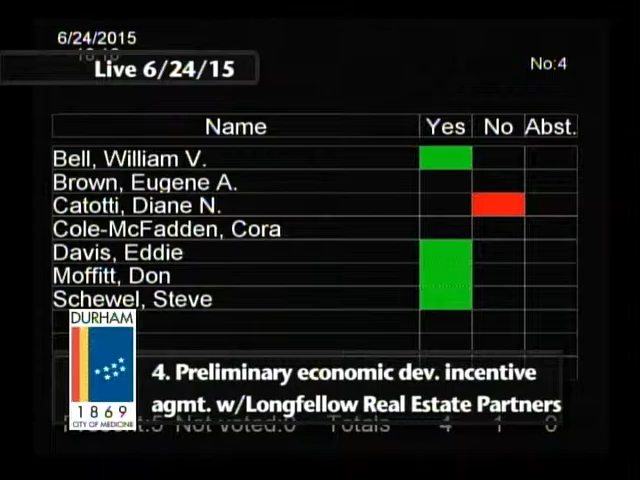 6/24/2015
Live 6/24/15
No:4
Name Yes No Abst.
Bell, William V.
Brown, Eugene A.
Catotti, Diane N.
Cole-McFadden, Cora
Davis, Eddie
Moffitt, Don
Schewel, Steve
DURHAM
1869
CITY OF MEDICINE
4. Preliminary economic dev. incentive
agmt. w/Longfellow Real Estate Partners
Not voted:0 Totals 4 1 0